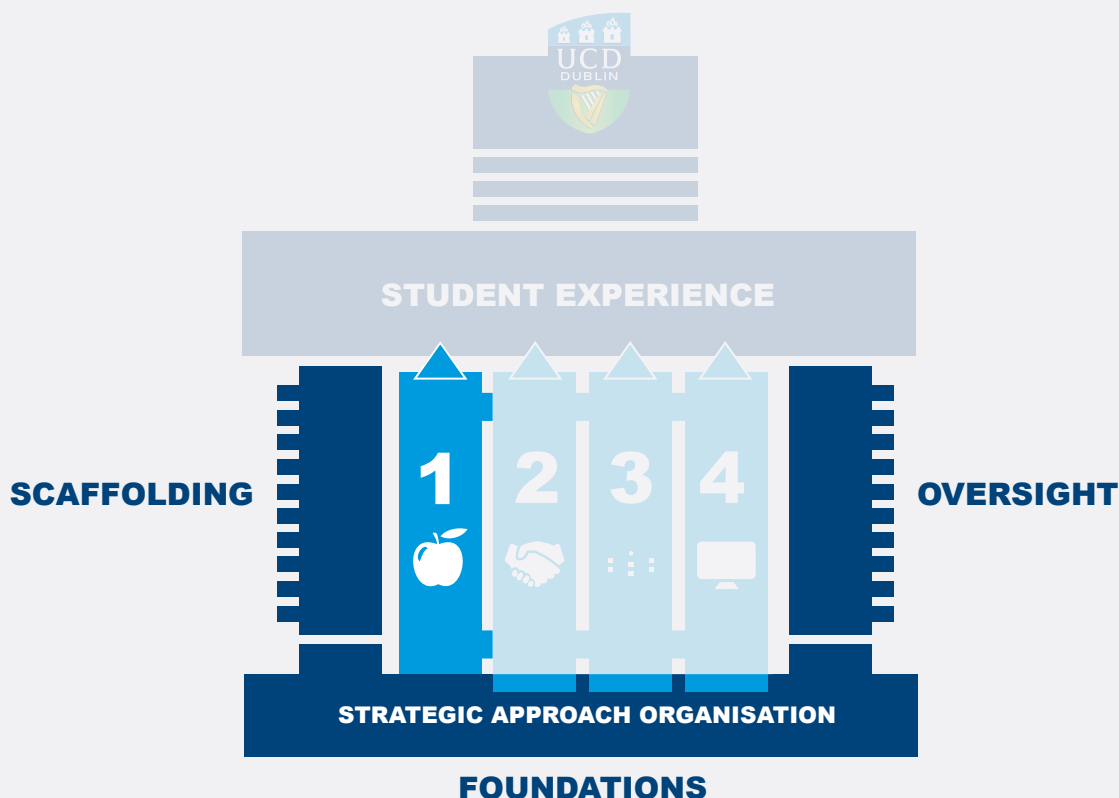 UCD
DUBLIN
STUDENT EXPERIENCE
1 2 3 4
SCAFFOLDING
OVERSIGHT
STRATEGIC APPROACH ORGANISATION
FOUNDATIONS